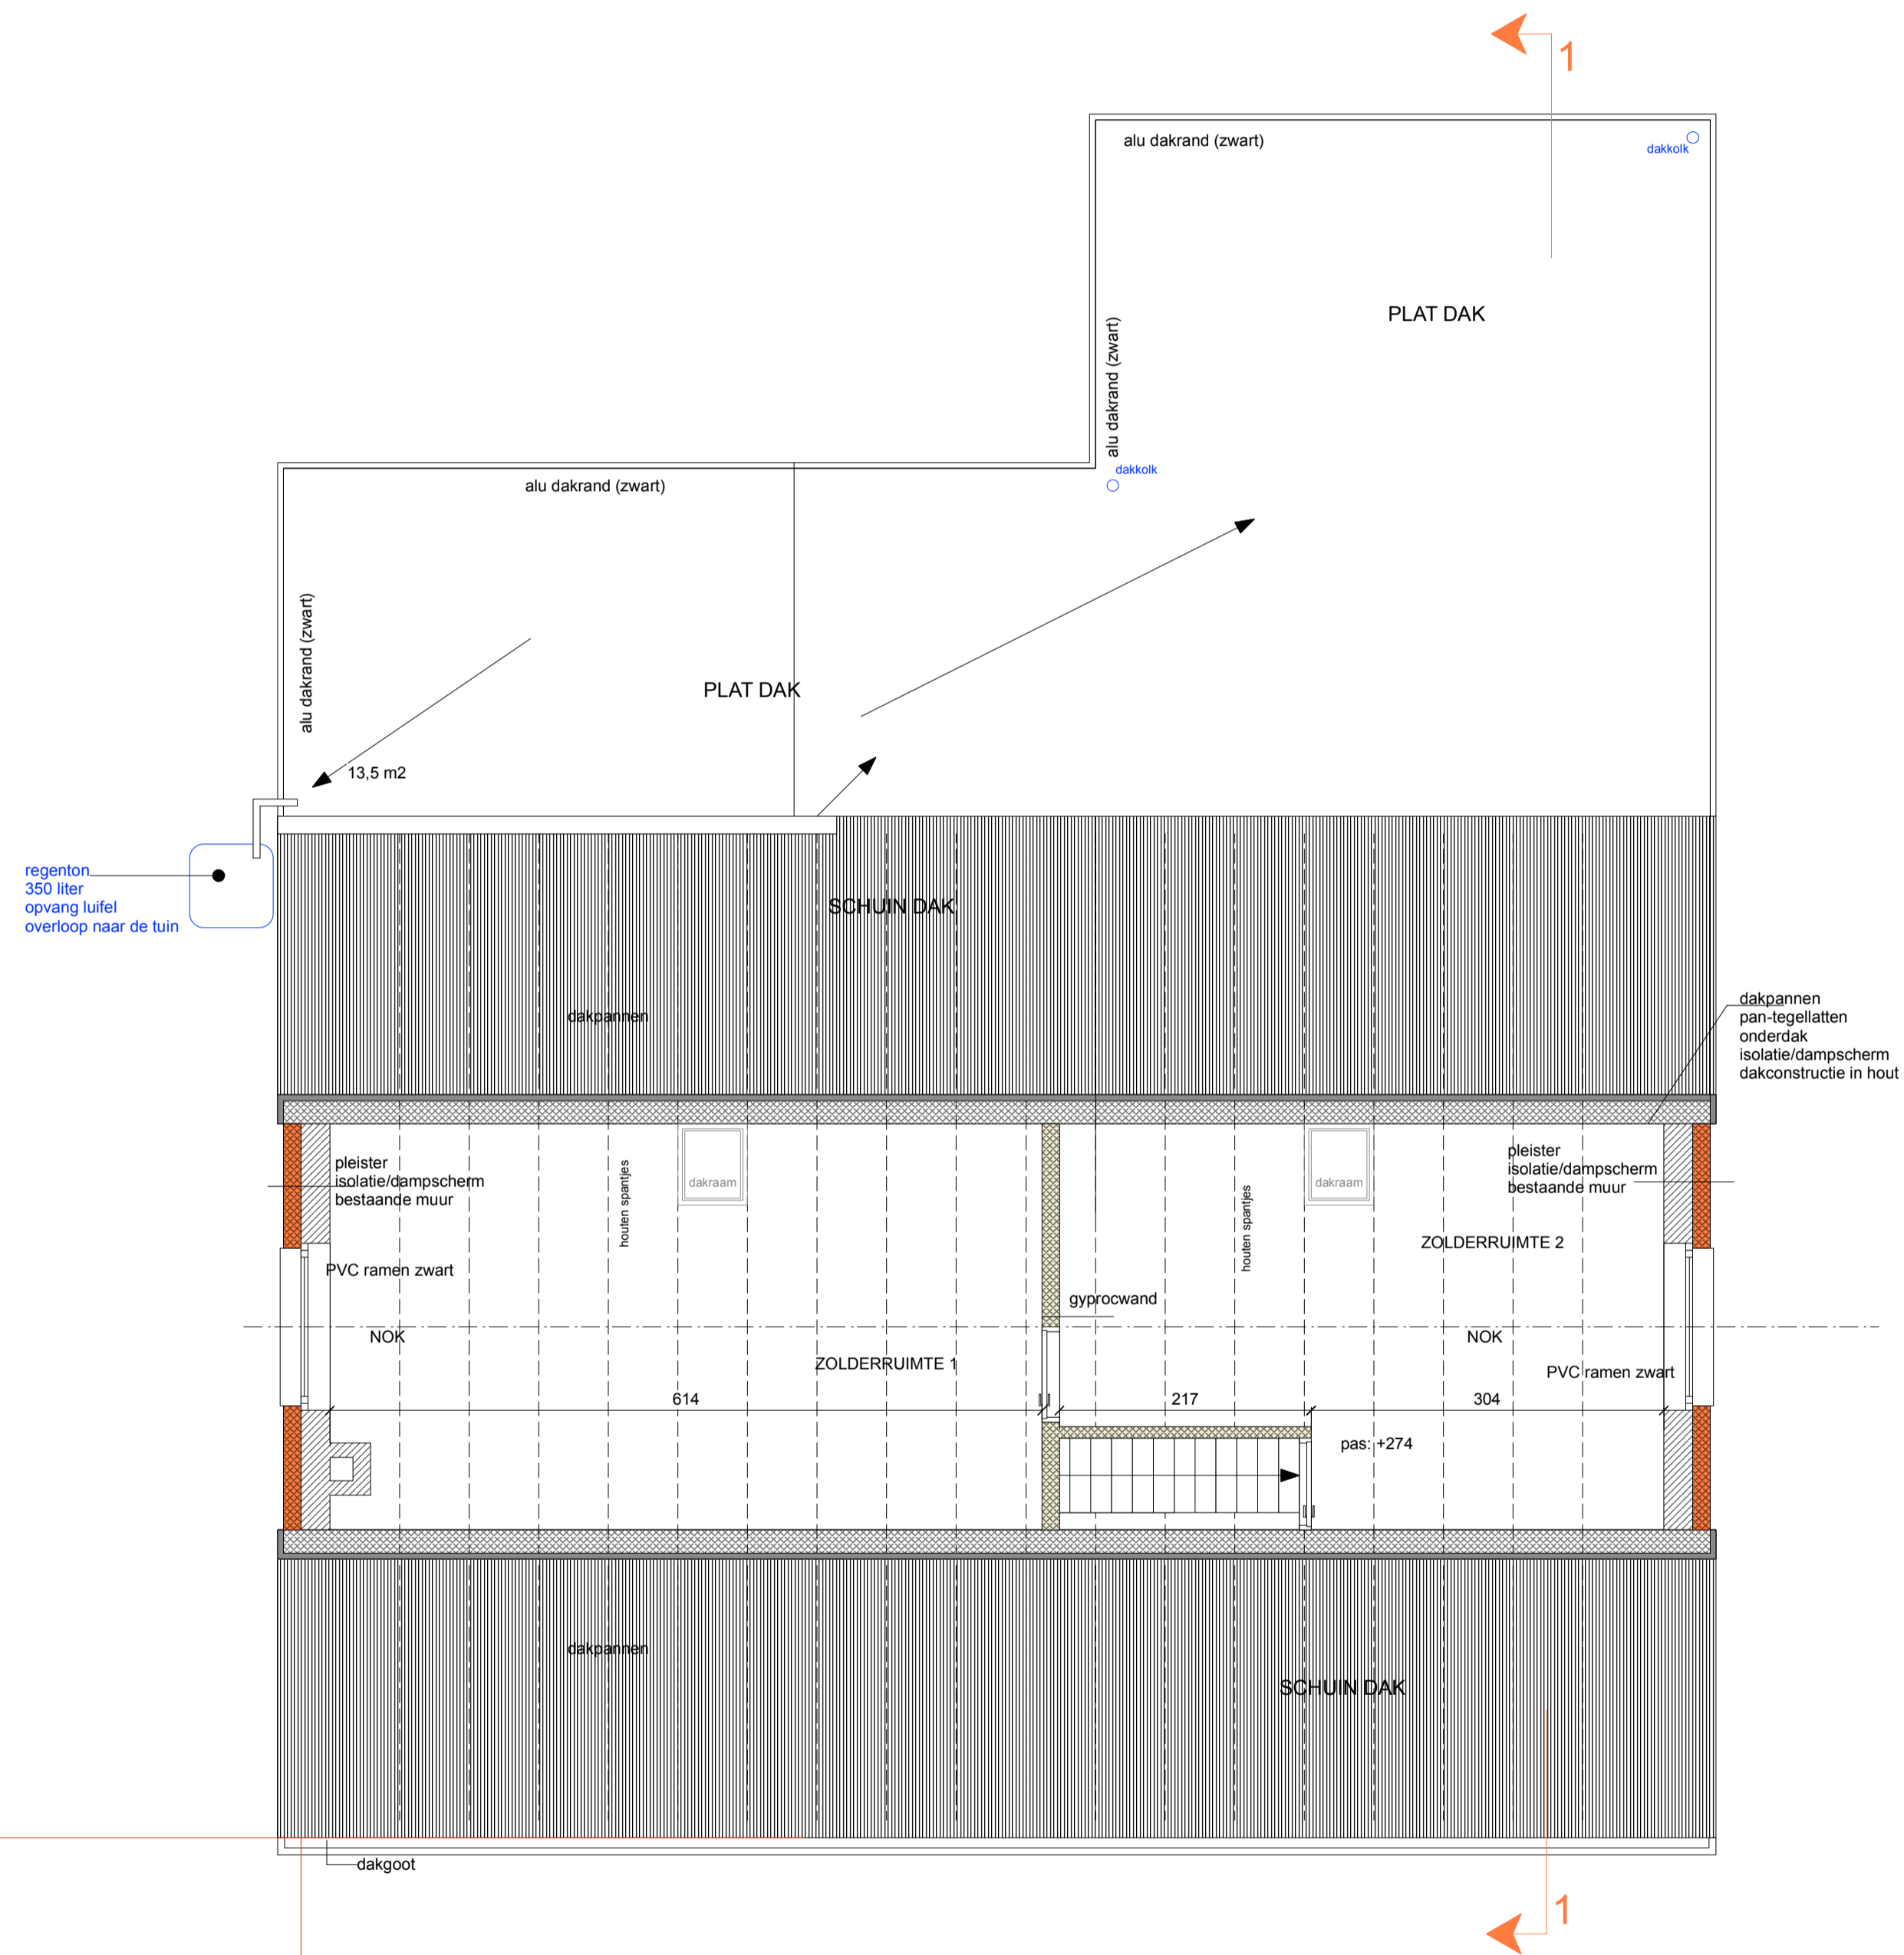 1
alu dakrand (zwart)
dakkolk
PLAT DAK
alu dakrand (zwart)
dakkolk
alu dakrand (zwart)
alu dakrand (zwart)
PLAT DAK
13,5 m2
regenton
350 liter
opvang luifel
overloop naar de tuin
SCHUIN DAK
dakpannen
dakpannen
pan-tegellatten
onderdak
isolatie/dampscherm
dakconstructie in hout
pleister
isolatie/dampscherm
bestaande muur
houten spantjes
dakraam
houten spantjes
dakraam
pleister
isolatie/dampscherm
bestaande muur
ZOLDERRUIMTE 2
PVC ramen zwart
gyprocwand
NOK
NOK
ZOLDERRUIMTE 1
PVC ramen zwart
614
217
304
pas: +274
dakpannen
SCHUIN DAK
dakgoot
1